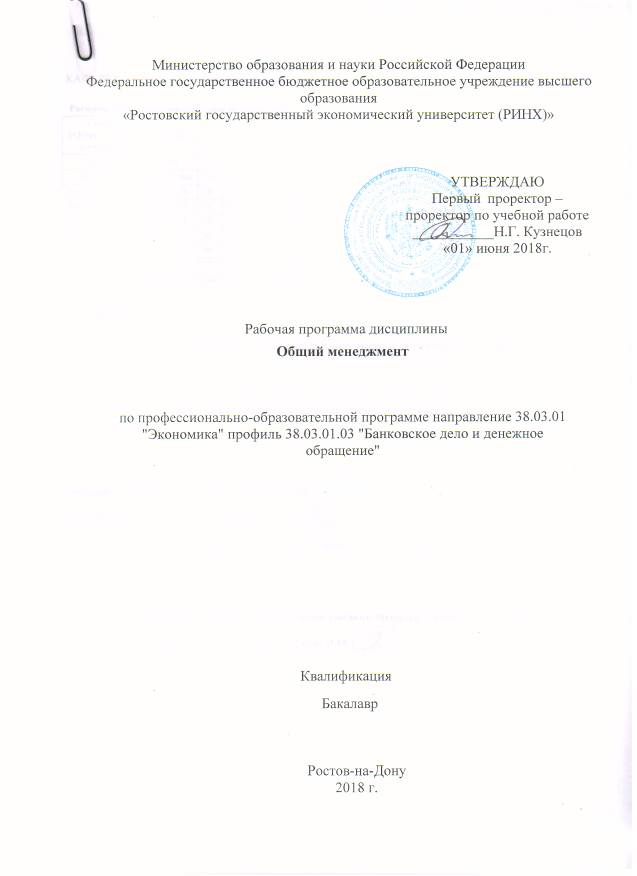 Министерство образования и науки Российской Федерации
Федеральное государственное бюджетное образовательное учреждение высшего
образования
«Ростовский государственный экономический университет (РИНХ)»
УТВЕРЖДАЮ
Первый проректор –
проректор по учебной работе
Н.Г. Кузнецов
«01» июня 2018г.
Рабочая программа дисциплины
Общий менеджмент
по профессионально-образовательной программе направление 38.03.01
"Экономика" профиль 38.03.01.03 "Банковское дело и денежное
обращение"
Квалификация
Бакалавр
Ростов-на-Дону
2018 г.